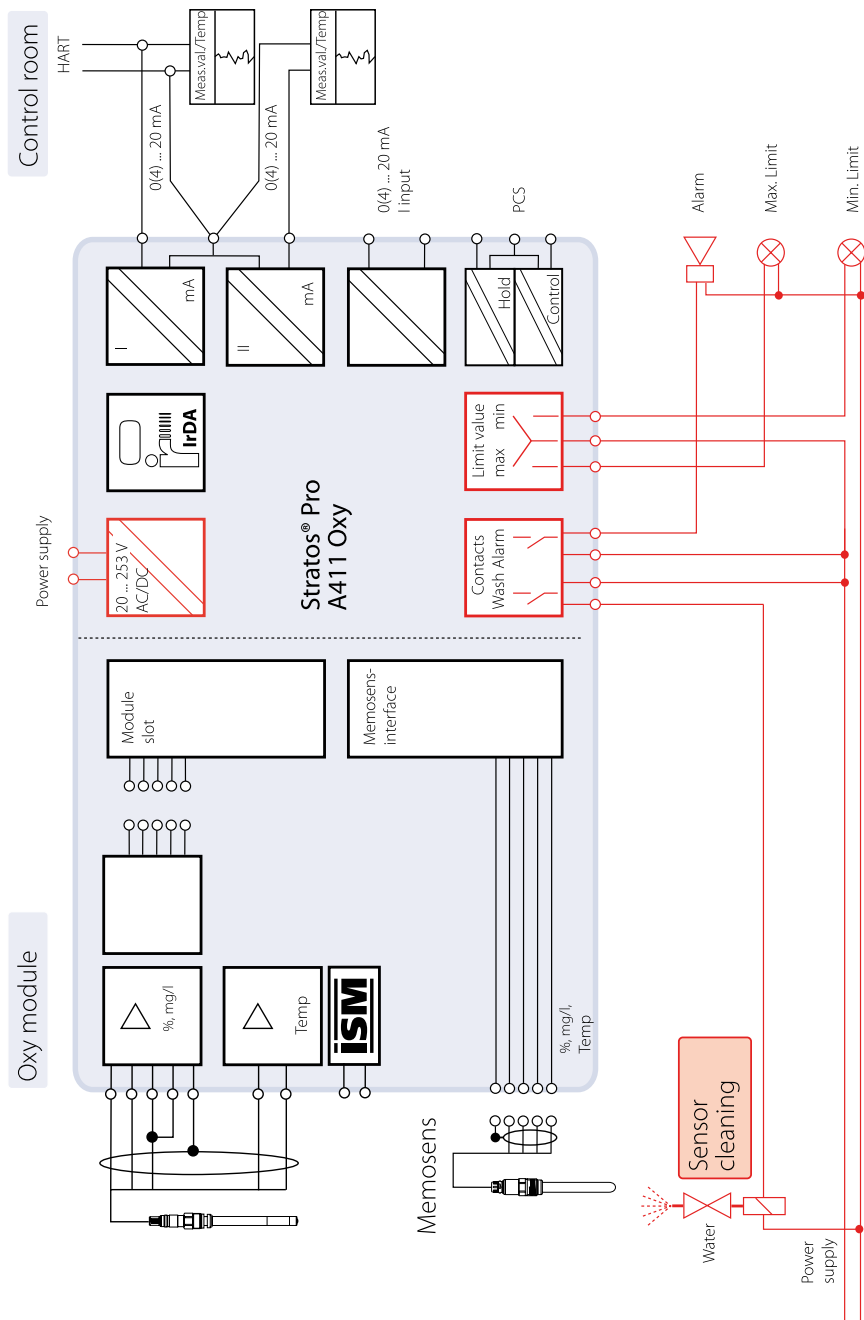 Control room
HART
Meas.val./Temp
Meas.val./Temp
0(4) ... 20 mA
0(4) ... 20 mA
0(4) ... 20 mA
I input
PCS
Alarm
Max. Limit
Min. Limit
I
mA
II
mA
Hold
Control
IrDA
Limit value
max min
Power supply
20 ... 253 V
AC/DC
Stratos® Pro
A411 Oxy
Contacts
Wash Alarm
Module
slot
Memosens-
interface
Oxy module
%, mg/l
Temp
ISM
%, mg/l,
Temp
Memosens
Sensor
cleaning
Water
Power
supply